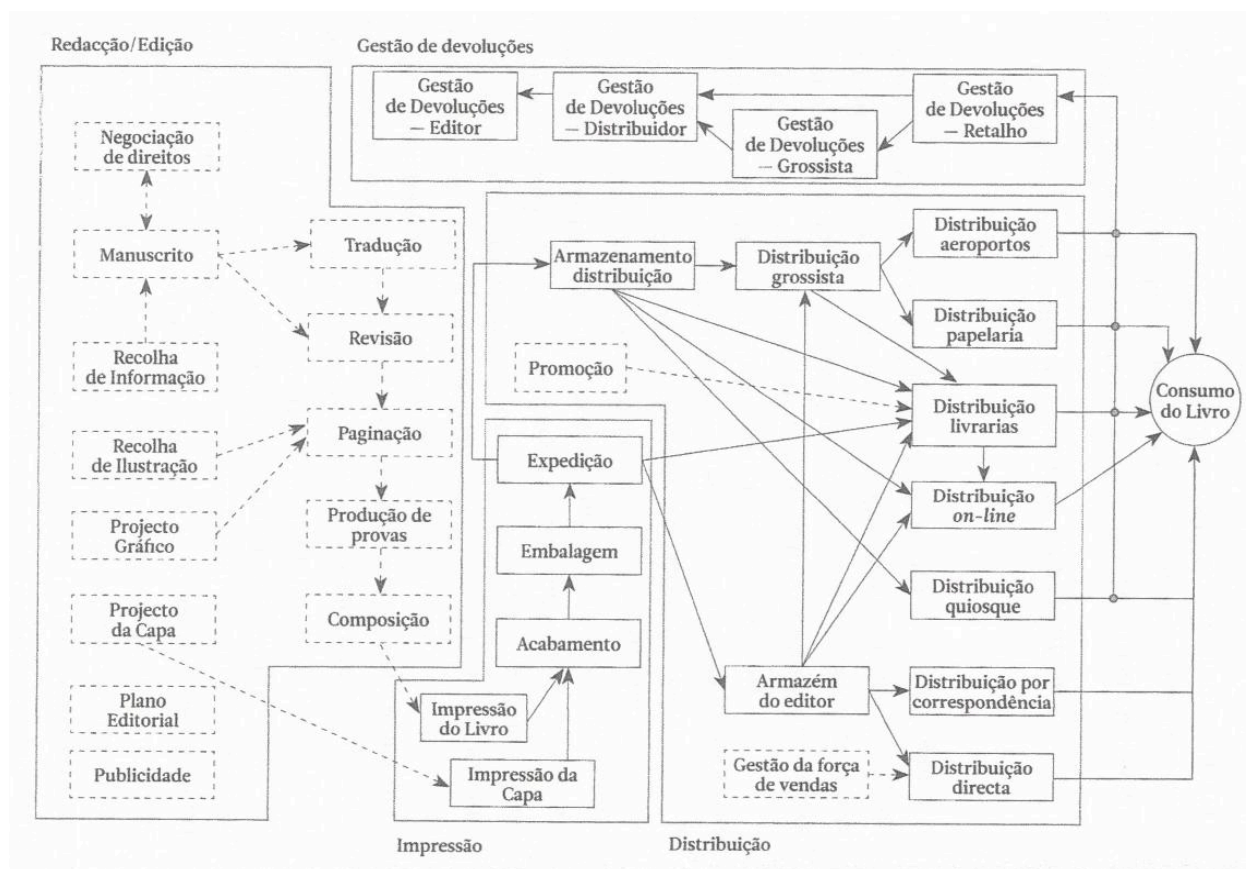 Redacção/Edição
Negociação
de direitos
Manuscrito
Recolha
de Informação
Recolha
de Ilustração
Projecto
Gráfico
Projecto
da Capa
Plano
Editorial
Publicidade
Tradução
Revisão
Paginação
Produção de
provas
Composição
Gestão de devoluções
Gestão
de Devoluções
— Editor
Gestão
de Devoluções
— Distribuidor
Gestão
de Devoluções
— Grossista
Gestão
de Devoluções
— Retalho
Armazenamento
distribuição
Distribuição
grossista
Distribuição
aeroportos
Distribuição
papelaria
Promoção
Distribuição
livrarias
Consumo
do Livro
Expedição
Distribuição
on-line
Embalagem
Distribuição
quiosque
Acabamento
Armazém
do editor
Distribuição por
correspondência
Impressão
do Livro
Impressão da
Capa
Gestão da força
de vendas
Distribuição
directa
Impressão
Distribuição